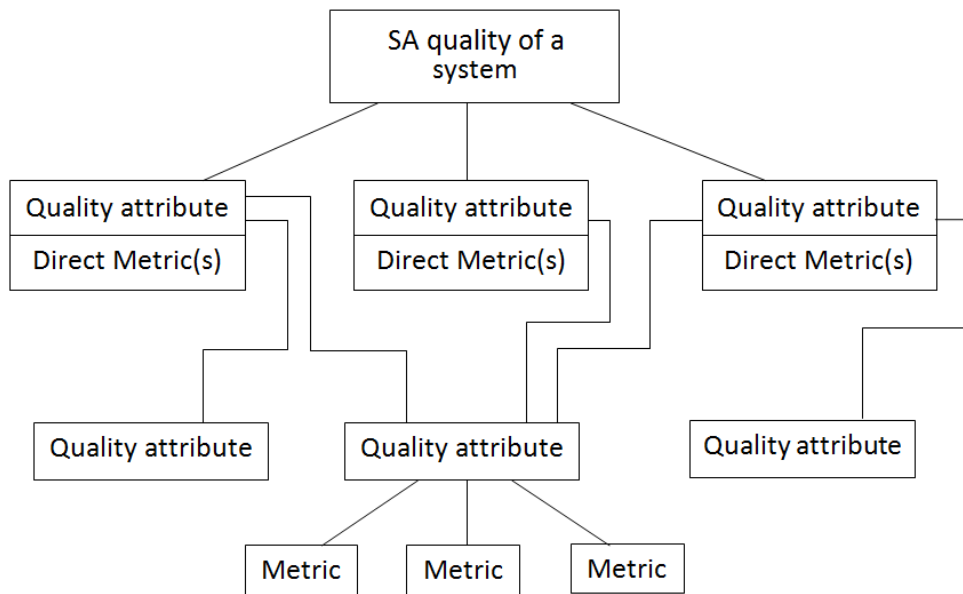 SA quality of a
system
Quality attribute
Direct Metric(s)
Quality attribute
Direct Metric(s)
Quality attribute
Direct Metric(s)
Quality attribute
Quality attribute
Quality attribute
Metric
Metric
Metric